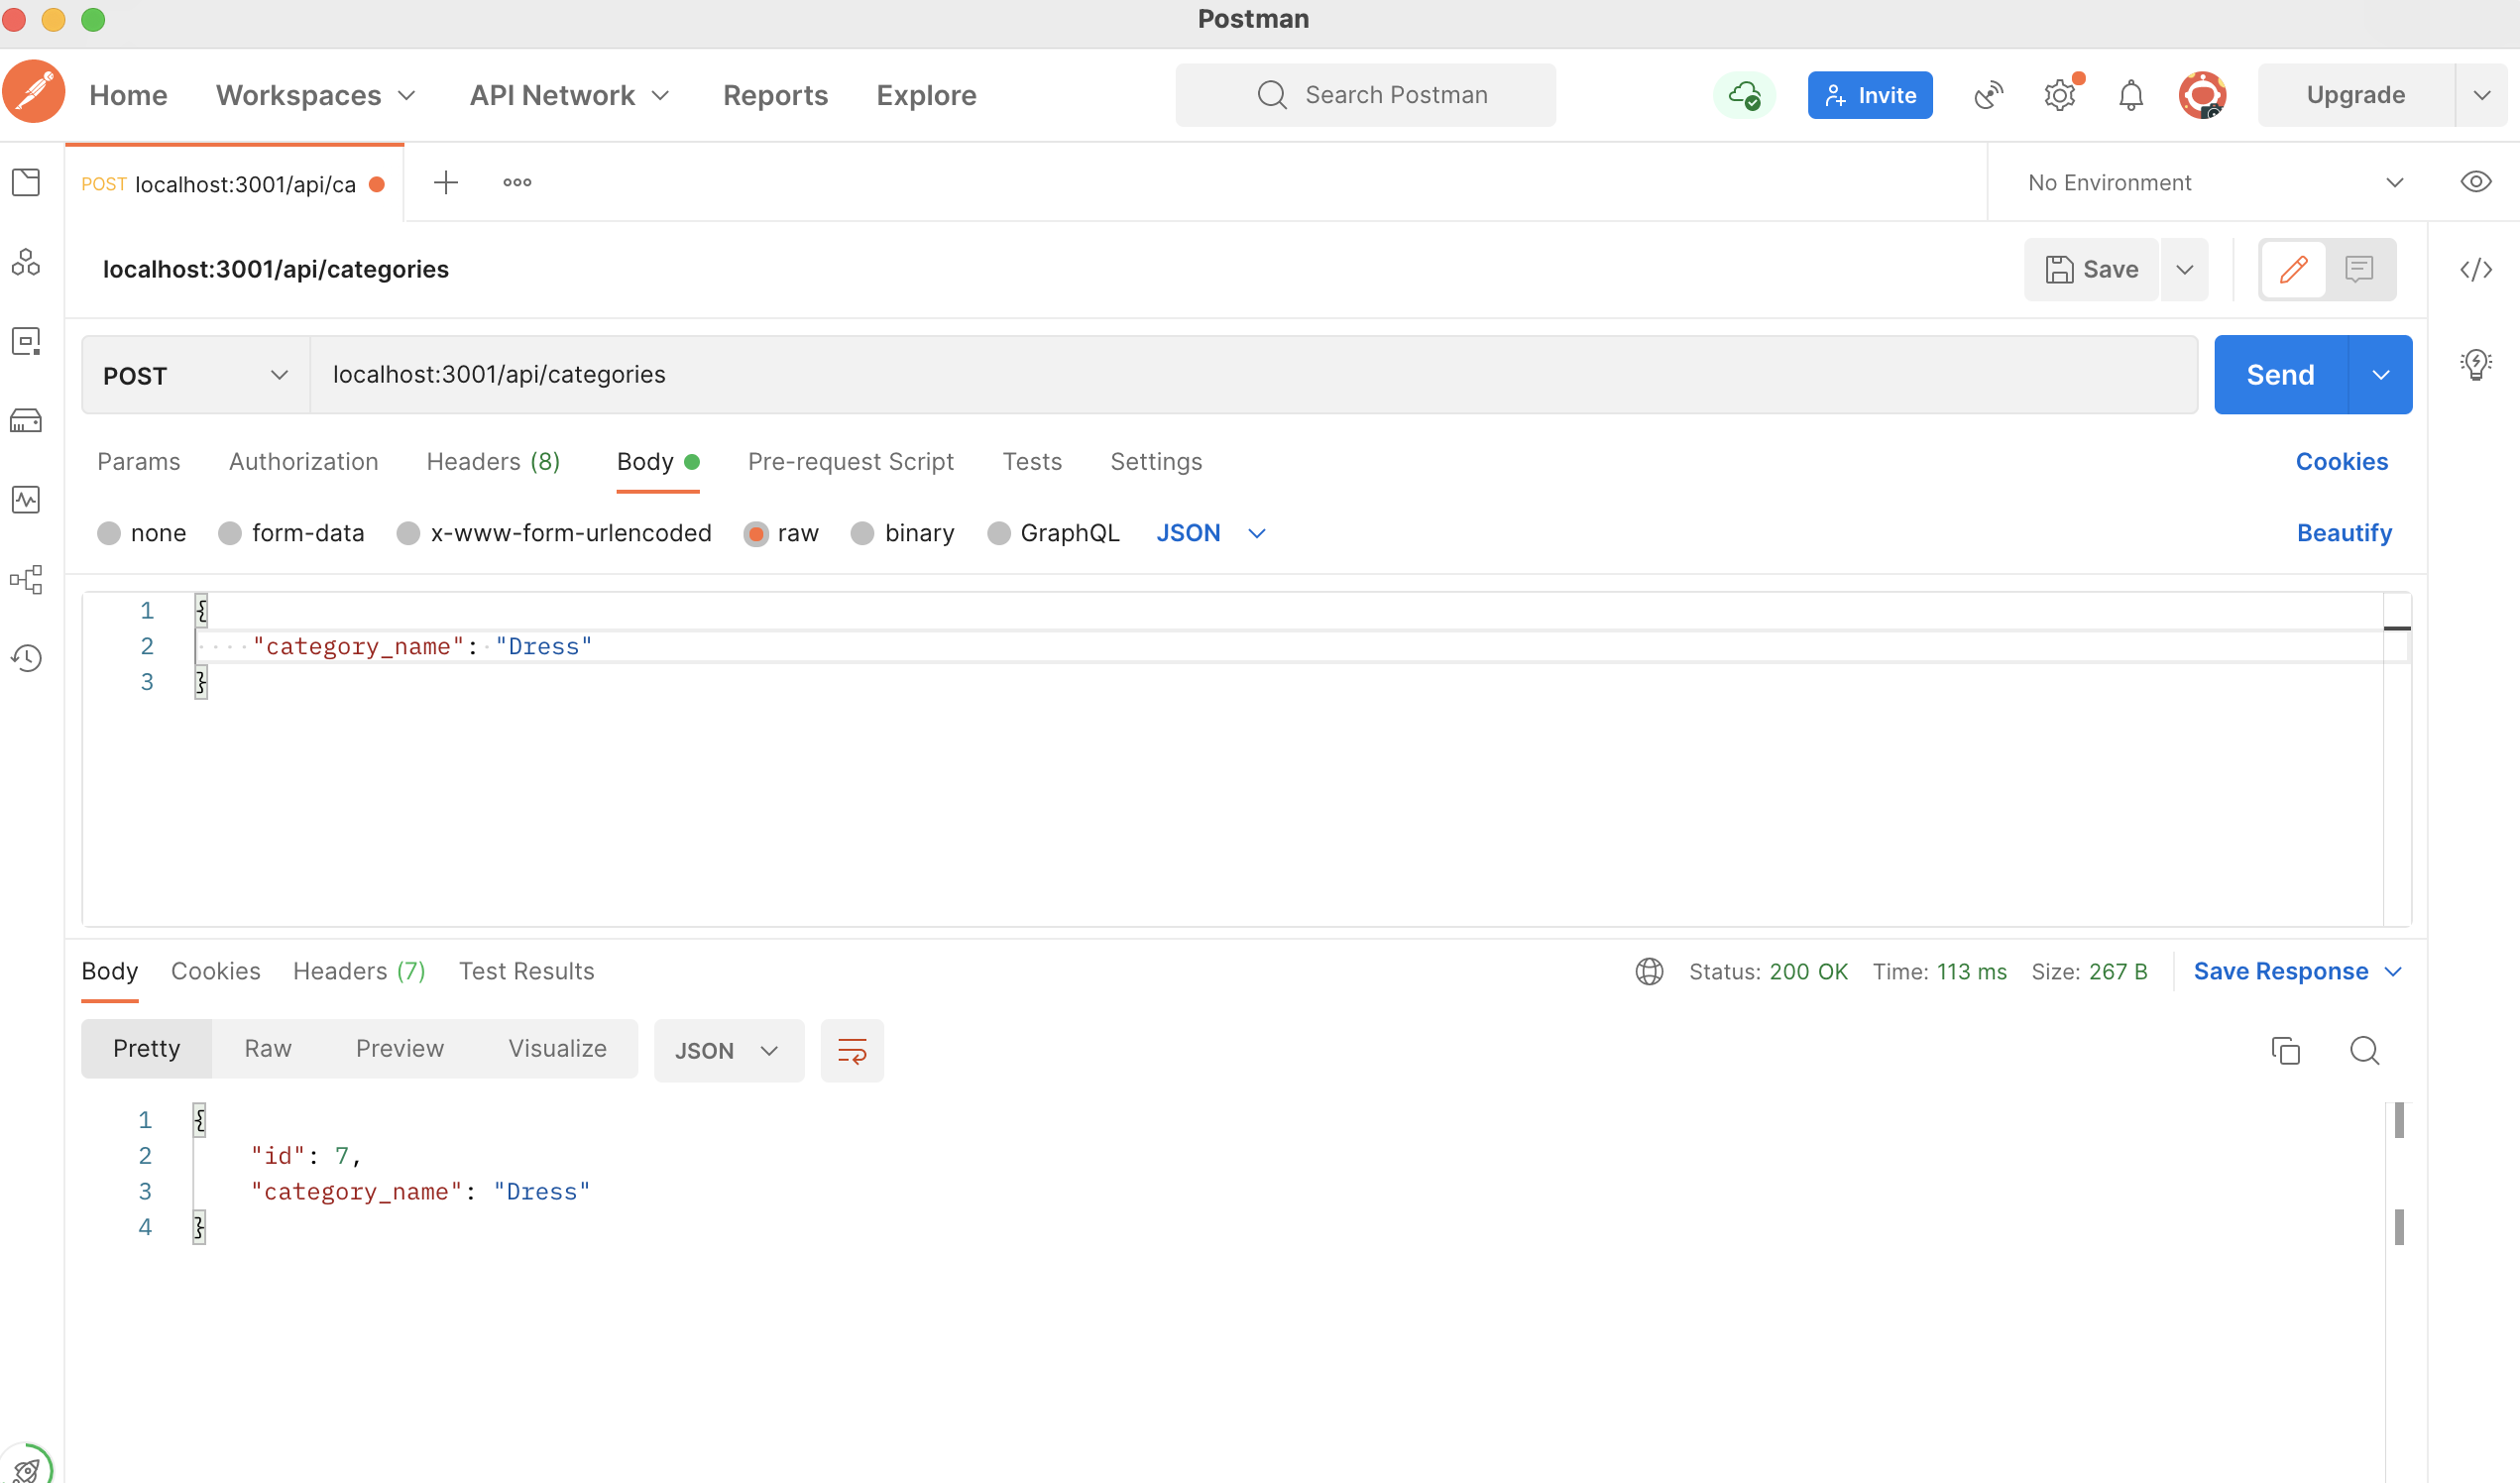 Postman
Home Workspaces API Network Reports Explore Search Postman Invite Upgrade
POST localhost:3001/api/ca No Environment
localhost:3001/api/categories Save
POST localhost:3001/api/categories Send
Params Authorization Headers (8) Body Pre-request Script Tests Settings Cookies
none form-data x-www-form-urlencoded raw binary GraphQL JSON Beautify
1 {
2 "category_name": "Dress"
3 }
Body Cookies Headers (7) Test Results Status: 200 OK Time: 113 ms Size: 267 B Save Response
Pretty Raw Preview Visualize JSON
1 {
2 "id": 7,
3 "category_name": "Dress"
4 }